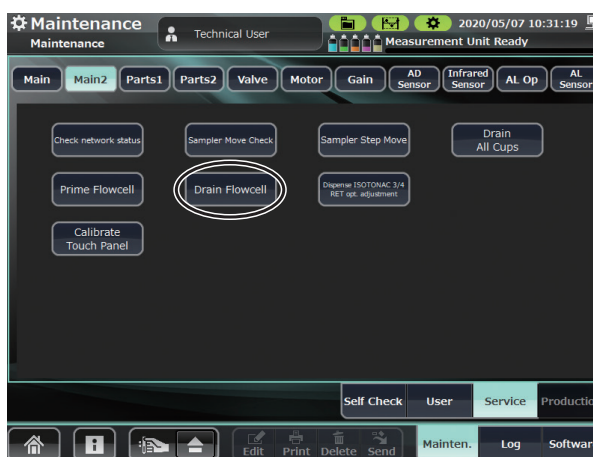 Maintenance
Maintenance
Technical User
2020/05/07 10:31:19
Measurement Unit Ready
Main
Main2
Parts1
Parts2
Valve
Motor
Gain
AD
Sensor
Infrared
Sensor
AL Op
AL
Sensor
Check network status
Sampler Move Check
Sampler Step Move
Drain
All Cups
Prime Flowcell
Drain Flowcell
Dispense ISOTONAC 3/4
RET opt. adjustment
Calibrate
Touch Panel
Self Check
User
Service
Productio
Edit
Print
Delete
Send
Mainten.
Log
Softwar